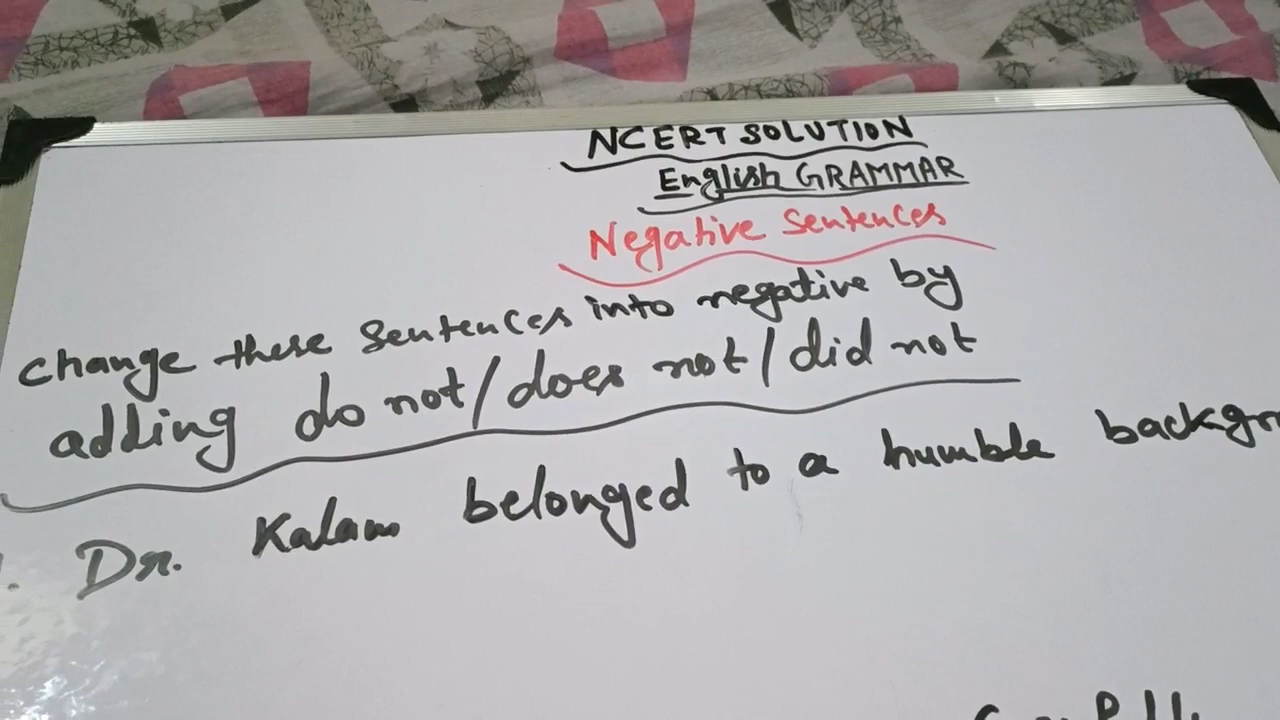 NCERT SOLUTION
English GRAMMAR
Negative Sentences
change these sentences into negative by
adding do not/does not/did not
Dr. Kalam belonged to a humble backgr